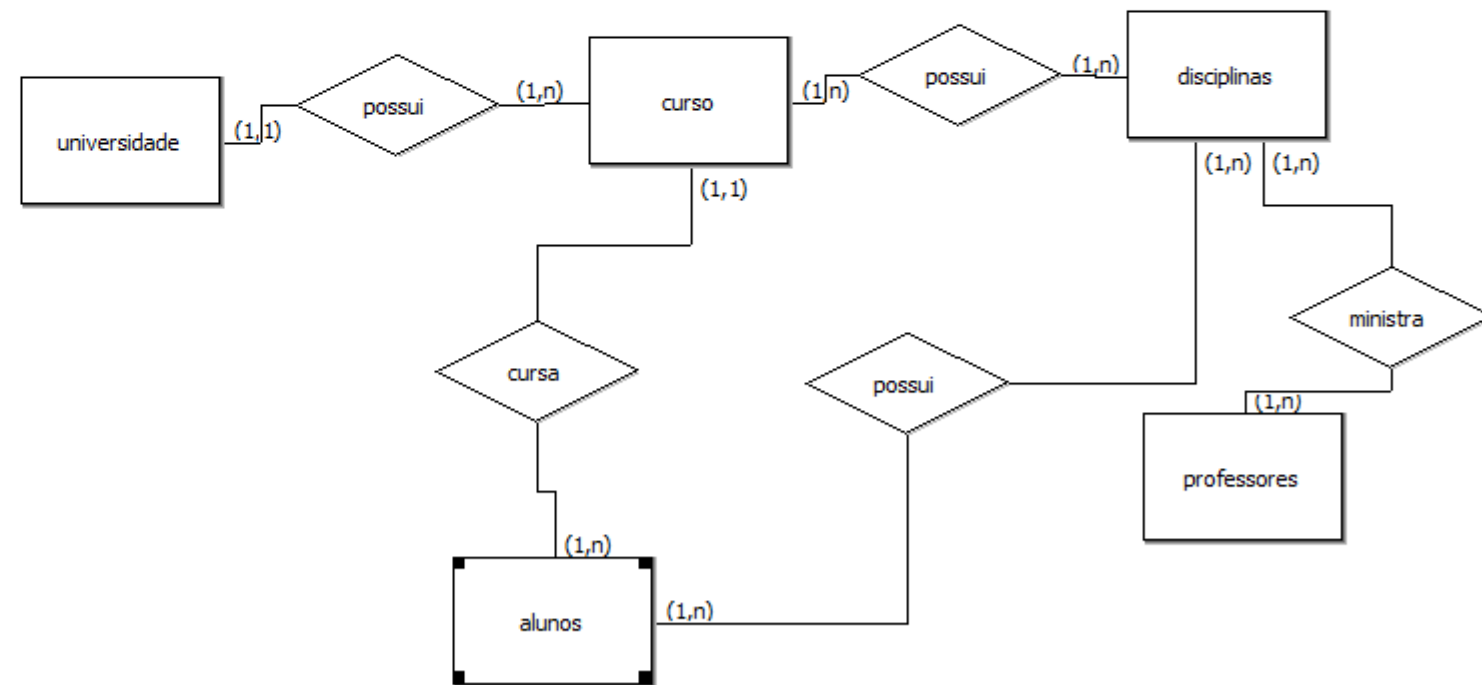 universidade
(1,1)
possui
(1,n)
curso
(1,n)
possui
(1,n)
disciplinas
(1,1)
(1,n)
(1,n)
cursa
possui
ministra
(1,n)
professores
(1,n)
alunos
(1,n)